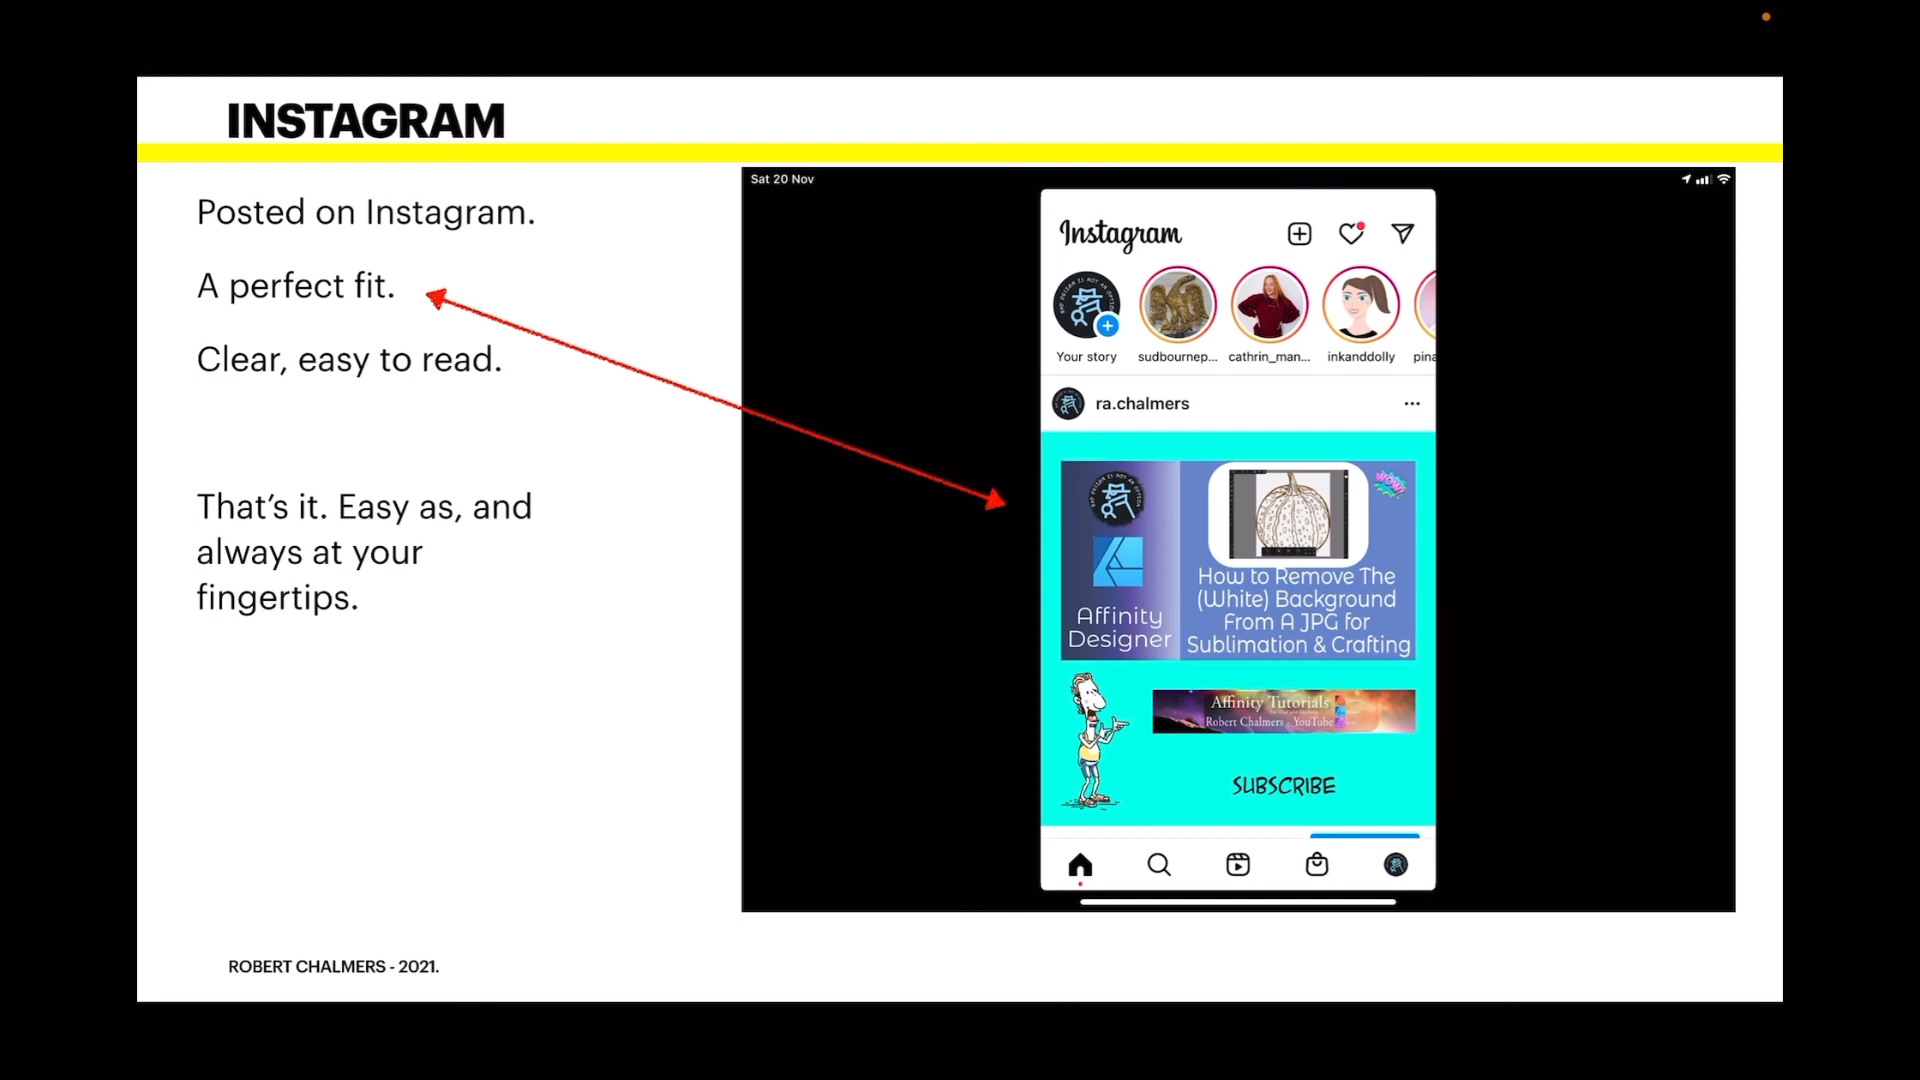 INSTAGRAM
Posted on Instagram.
A perfect fit.
Clear, easy to read.
That's it. Easy as, and
always at your
fingertips.
Sat 20 Nov
Instagram
Your story
sudbournep...
cathrin_man...
inkanddolly
pina
ra.chalmers
WOW!
Affinity
Designer
How to Remove The
(White) Background
From A JPG for
Sublimation & Crafting
Affinity Tutorials
Robert Chalmers - YouTube
SUBSCRIBE
ROBERT CHALMERS - 2021.